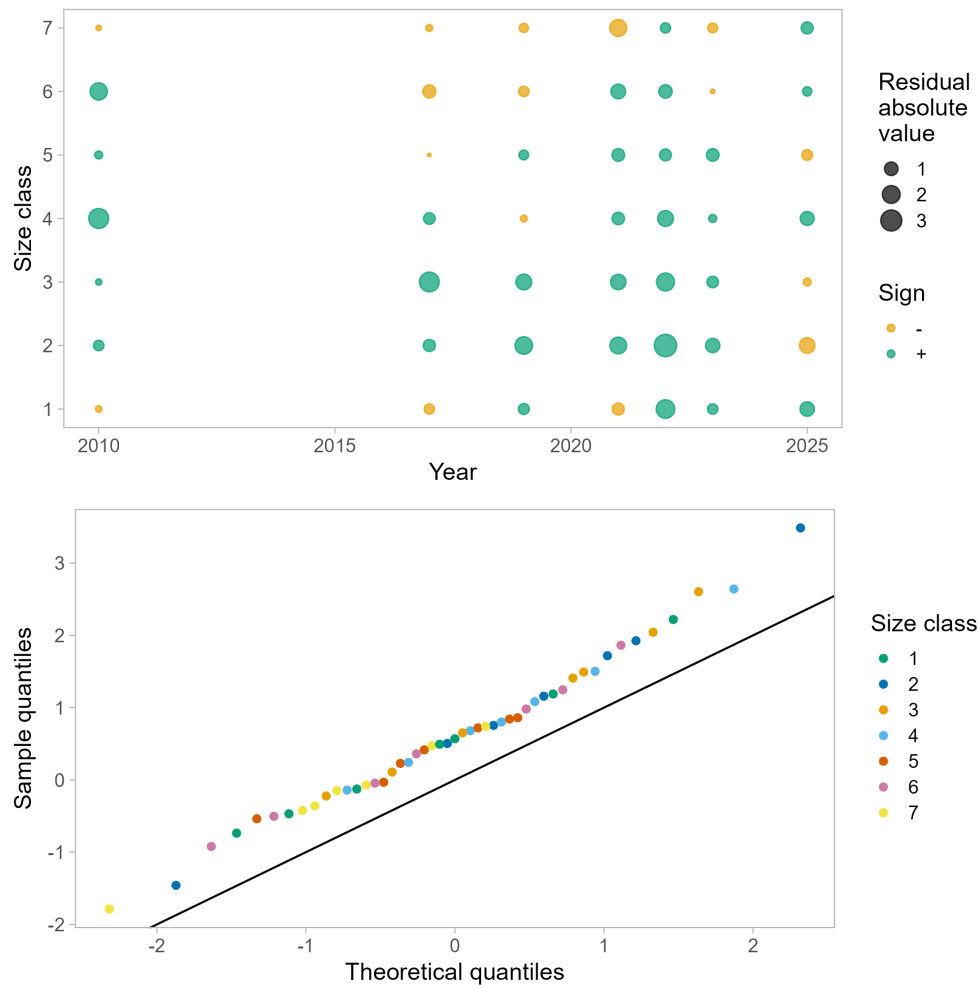 7
6
5
4
3
2
1
Size class
2010 2015 2020 2025
Year
Residual
absolute
value
1
2
3
Sign
-
+
3
2
1
0
-1
-2
Sample quantiles
-2 -1 0 1 2
Theoretical quantiles
Size class
1
2
3
4
5
6
7